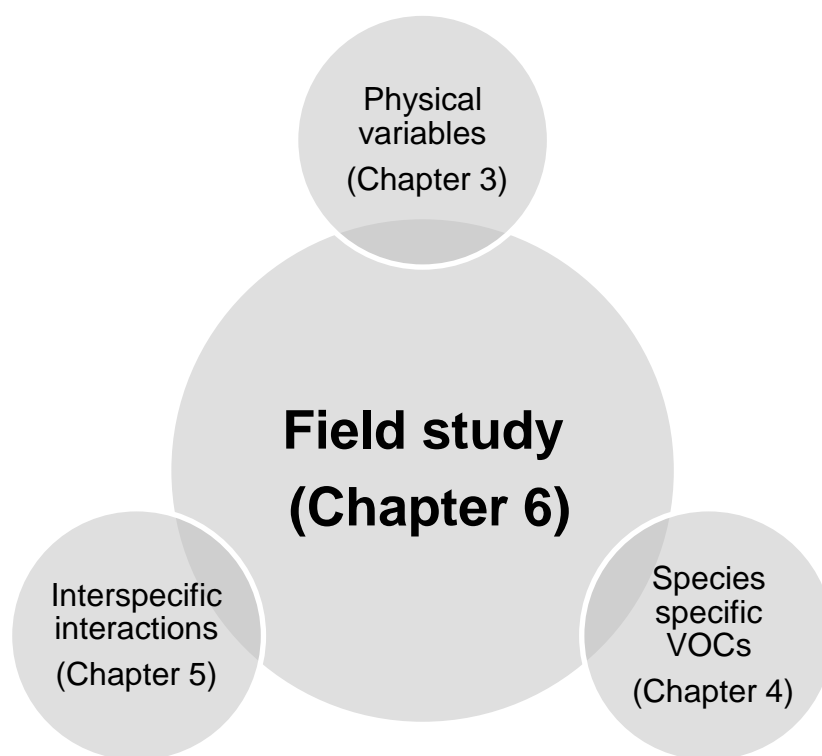 Physical
variables
(Chapter 3)
Field study
(Chapter 6)
Interspecific
interactions
(Chapter 5)
Species
specific
VOCs
(Chapter 4)